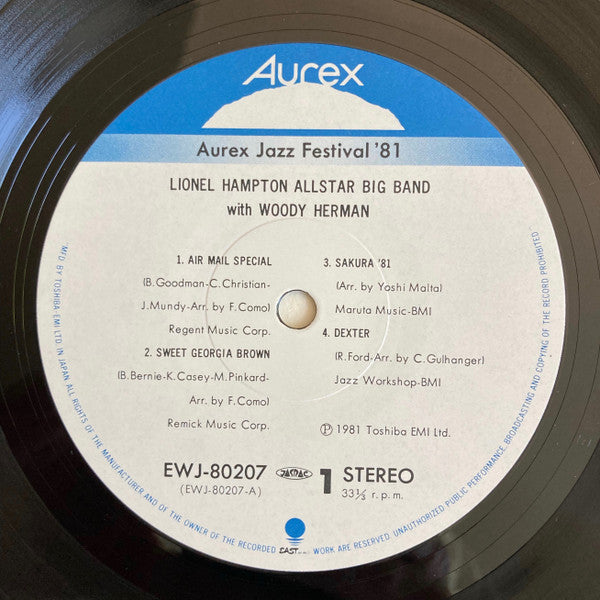 Aurex
Aurex Jazz Festival '81
LIONEL HAMPTON ALLSTAR BIG BAND
with WOODY HERMAN
1. AIR MAIL SPECIAL
(B. Goodman-C. Christian-
J. Mundy-Arr. by F. Como)
Regent Music Corp.
2. SWEET GEORGIA BROWN
(B. Bernie-K. Casey-M. Pinkard-
Arr. by F. Como)
Remick Music Corp.
3. SAKURA '81
(Arr. by Yoshi Malta)
Maruta Music-BMI
4. DEXTER
(R. Ford-Arr. by C. Gulhanger)
Jazz Workshop-BMI
Ⓟ 1981 Toshiba EMI Ltd.
EWJ-80207 JASRAC 1 STEREO
(EWJ-80207-A) 33⅓ r.p.m.
MFD BY TOSHIBA-EMI LTD. IN JAPAN ALL RIGHTS OF THE MANUFACTURER AND OF THE OWNER OF THE RECORDED WORK ARE RESERVED. UNAUTHORIZED PUBLIC PERFORMANCE, BROADCASTING AND COPYING OF THE RECORD PROHIBITED.
EAST